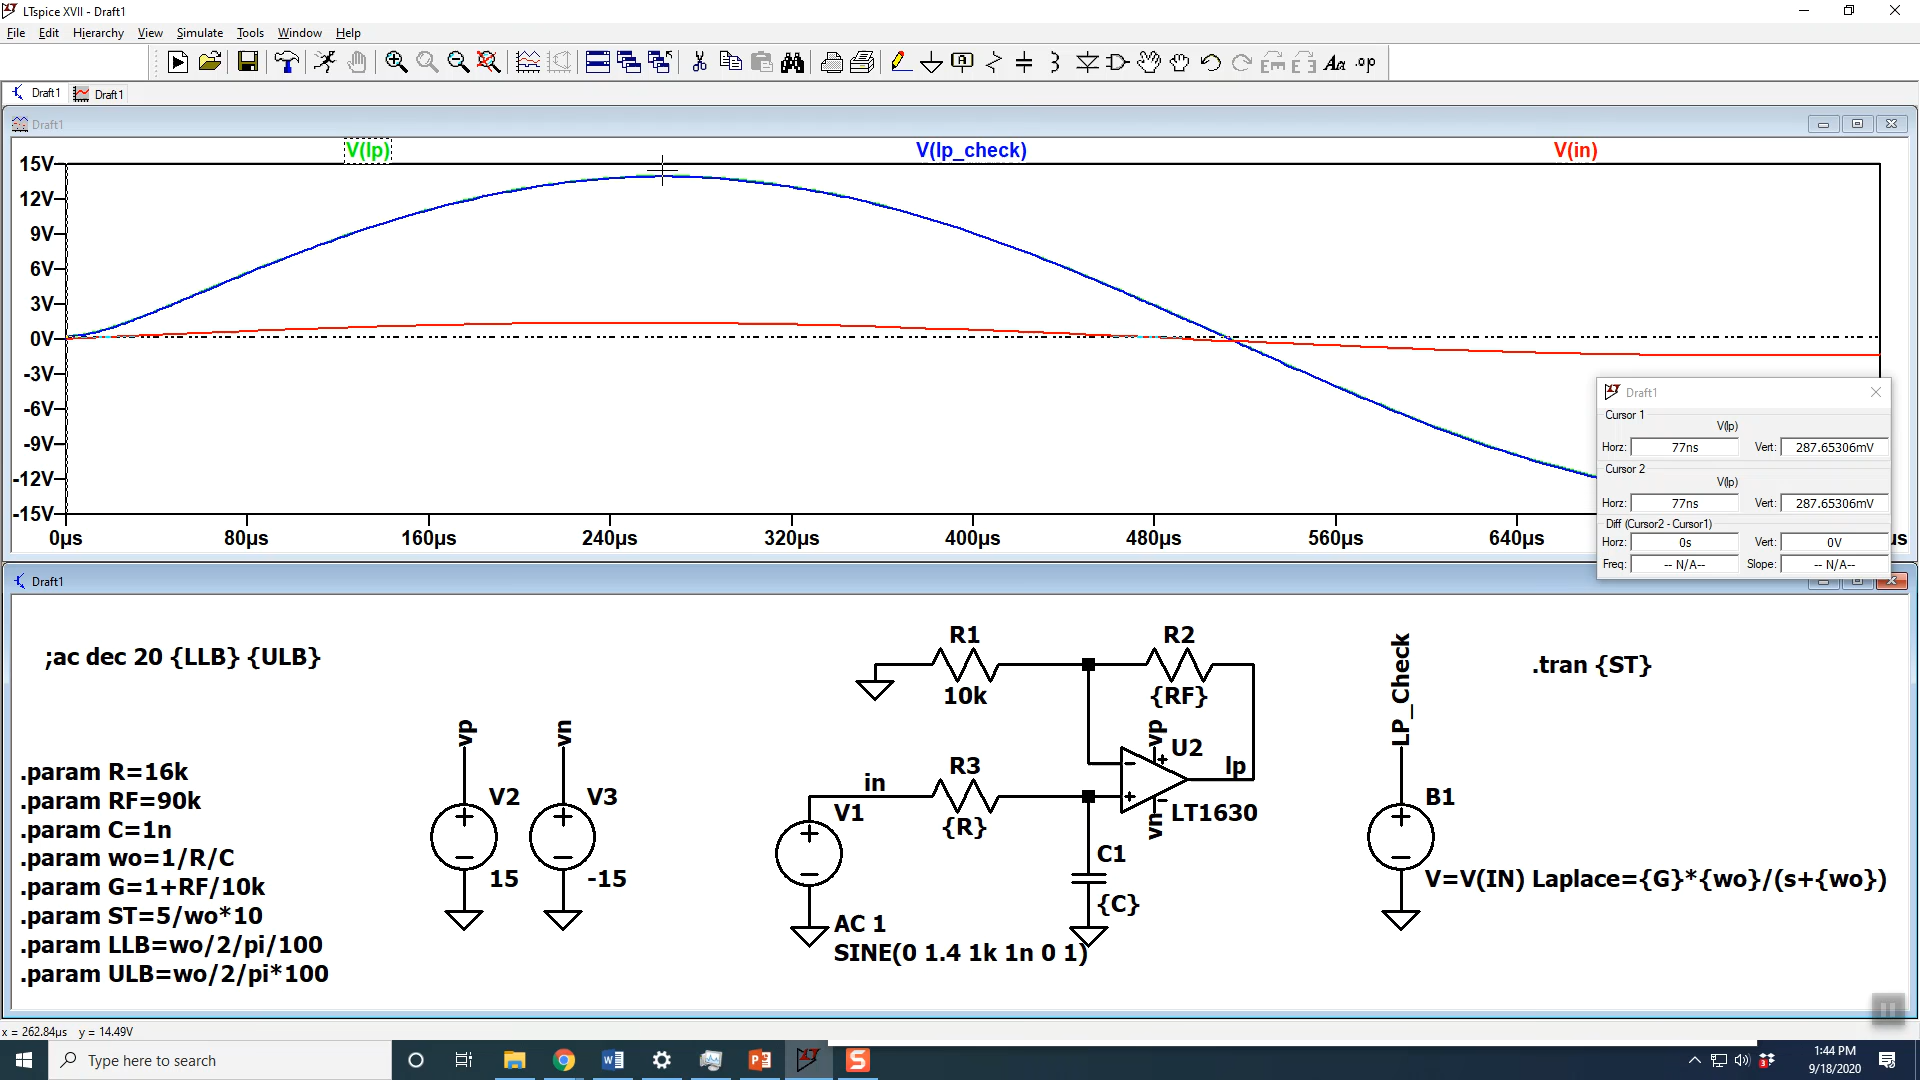 LTspice XVII - Draft1
File Edit Hierarchy View Simulate Tools Window Help
Draft1 Draft1
Draft1
V(lp) V(lp_check) V(in)
15V
12V
9V
6V
3V
0V
-3V
-6V
-9V
-12V
-15V
0µs 80µs 160µs 240µs 320µs 400µs 480µs 560µs 640µs
Draft1
Cursor 1
V(lp)
Horz: 77ns Vert: 287.65306mV
Cursor 2
V(lp)
Horz: 77ns Vert: 287.65306mV
Diff (Cursor2 - Cursor1)
Horz: 0s Vert: 0V
Freq: -- N/A-- Slope: -- N/A--
Draft1
;ac dec 20 {LLB} {ULB}
.param R=16k
.param RF=90k
.param C=1n
.param wo=1/R/C
.param G=1+RF/10k
.param ST=5/wo*10
.param LLB=wo/2/pi/100
.param ULB=wo/2/pi*100
vp
V2
15
vn
V3
-15
R1
10k
R2
{RF}
in
V1
AC 1
SINE(0 1.4 1k 1n 0 1)
R3
{R}
C1
{C}
vp
U2
lp
LT1630
vn
LP_Check
B1
V=V(IN) Laplace={G}*{wo}/(s+{wo})
.tran {ST}
x = 262.84µs y = 14.49V
Type here to search
1:44 PM
9/18/2020